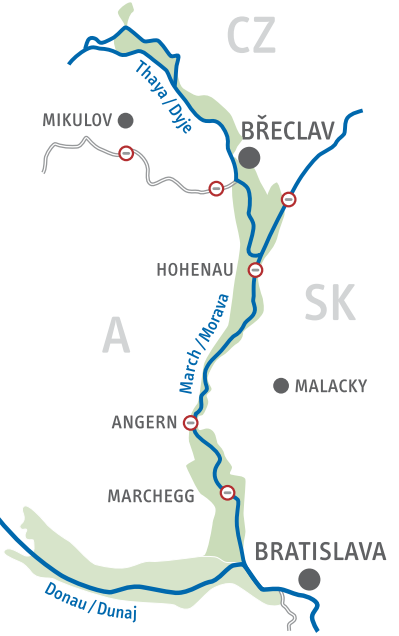 CZ
Thaya / Dyje
MIKULOV
BŘECLAV
HOHENAU
SK
March / Morava
A
MALACKY
ANGERN
MARCHEGG
BRATISLAVA
Donau / Dunaj